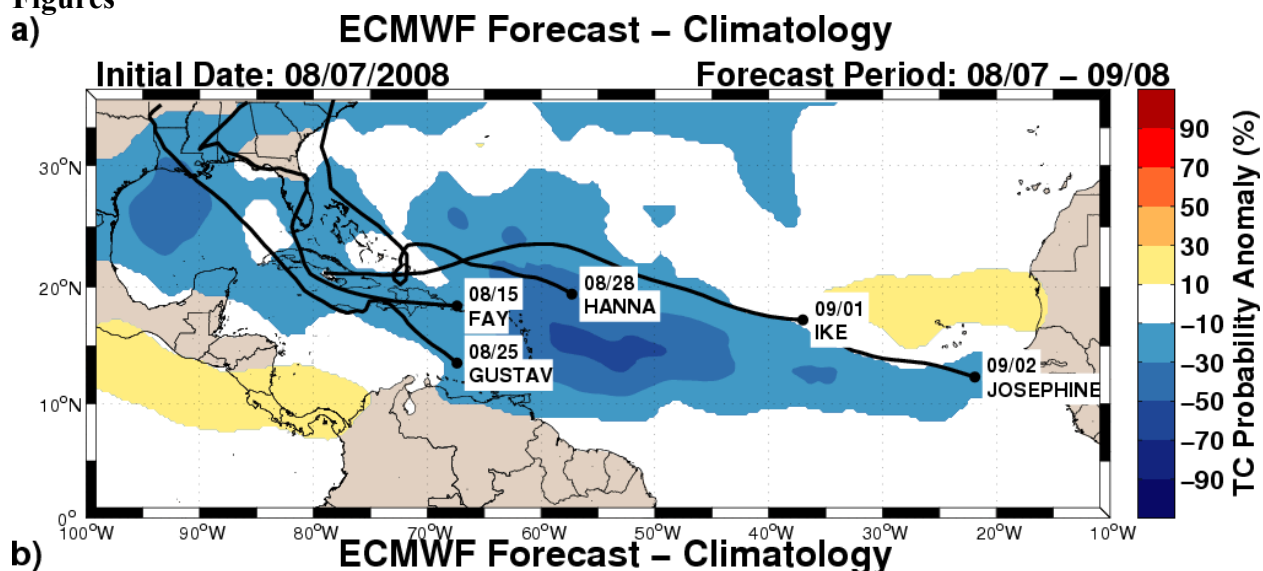 Figures
a)
ECMWF Forecast – Climatology
Initial Date: 08/07/2008
Forecast Period: 08/07 – 09/08
30°N
20°N
10°N
0°
100°W 90°W 80°W 70°W 60°W 50°W 40°W 30°W 20°W 10°W
08/15
FAY
08/25
GUSTAV
08/28
HANNA
09/01
IKE
09/02
JOSEPHINE
90
70
50
30
10
–10
–30
–50
–70
–90
TC Probability Anomaly (%)
b)
ECMWF Forecast – Climatology